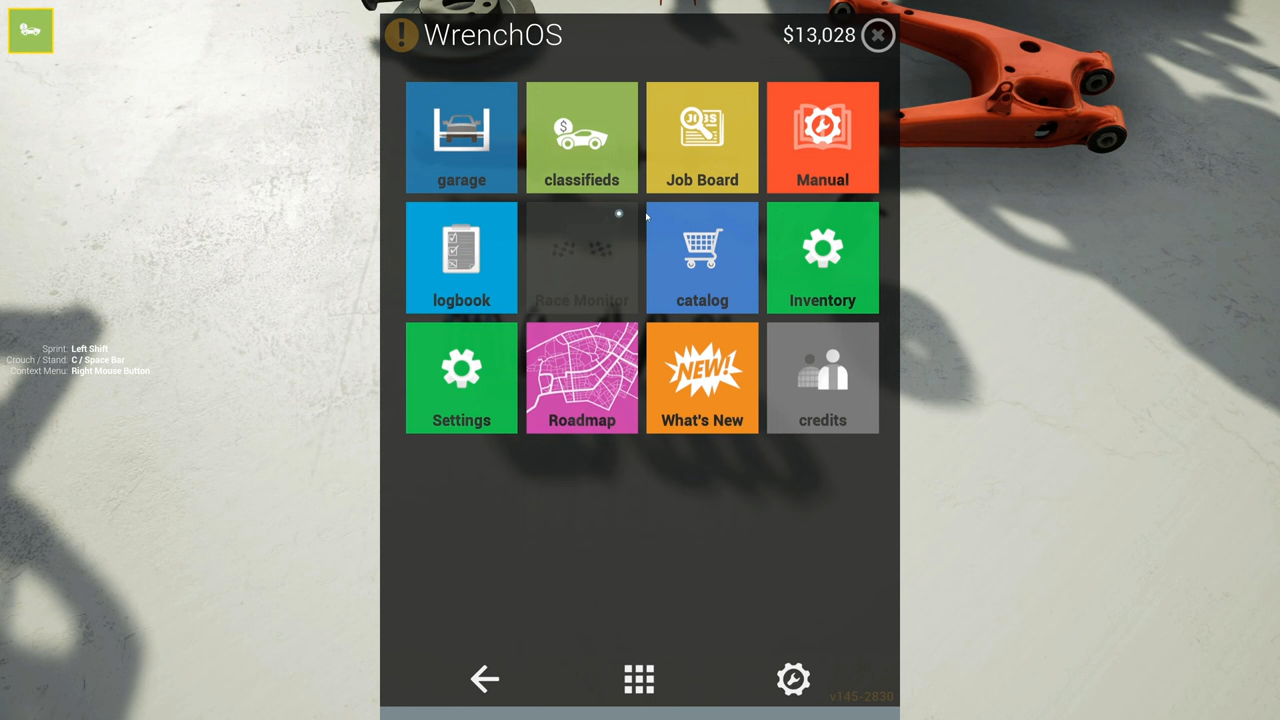 WrenchOS
$13,028
garage
classifieds
Job Board
Manual
logbook
Race Monitor
catalog
Inventory
Sprint: Left Shift
Crouch / Stand: C / Space Bar
Context Menu: Right Mouse Button
Settings
Roadmap
NEW!
What's New
credits
v145-2830